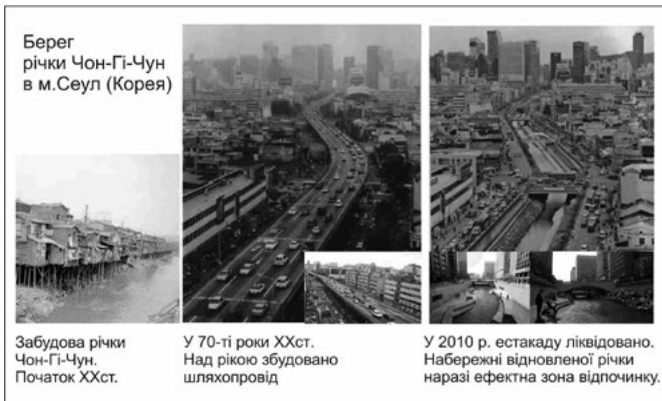 Берег
річки Чон-Гі-Чун
в м.Сеул (Корея)
Забудова річки
Чон-Гі-Чун.
Початок ХХст.
У 70-ті роки ХХст.
Над рікою збудовано
шляхопровід
У 2010 р. естакаду ліквідовано.
Набережні відновленої річки
наразі ефектна зона відпочинку.